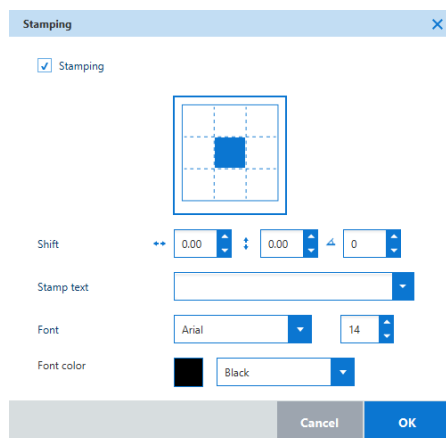 Stamping
Stamping
Shift 0.00 0.00 0
Stamp text
Font Arial 14
Font color Black
Cancel OK